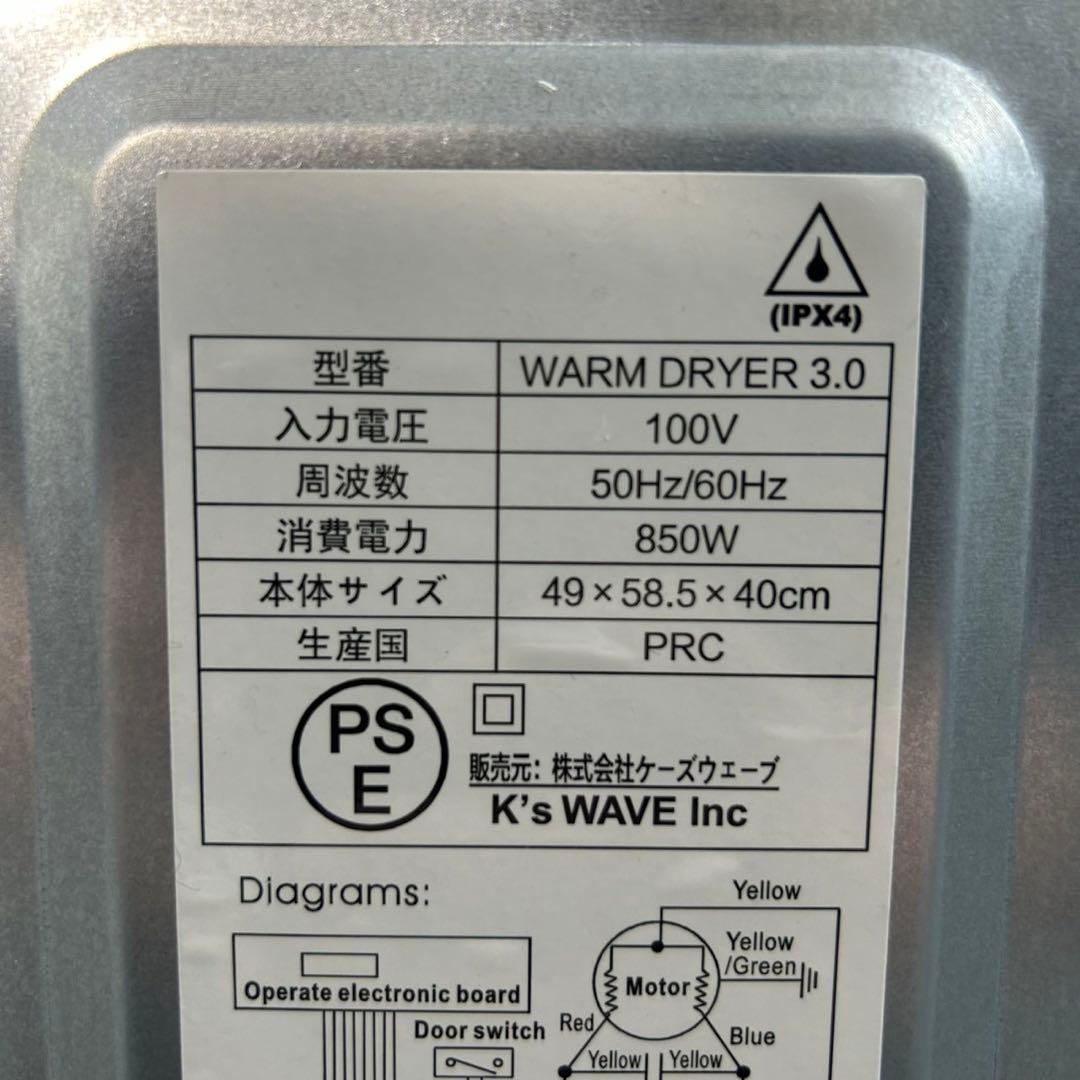 (IPX4)
型番 WARM DRYER 3.0
入力電圧 100V
周波数 50Hz/60Hz
消費電力 850W
本体サイズ 49×58.5×40cm
生産国 PRC
PS
E
販売元: 株式会社ケーズウェーブ
K's WAVE Inc
Diagrams:
Yellow
Yellow
/Green
Motor
Operate electronic board
Red
Blue
Door switch
Yellow Yellow